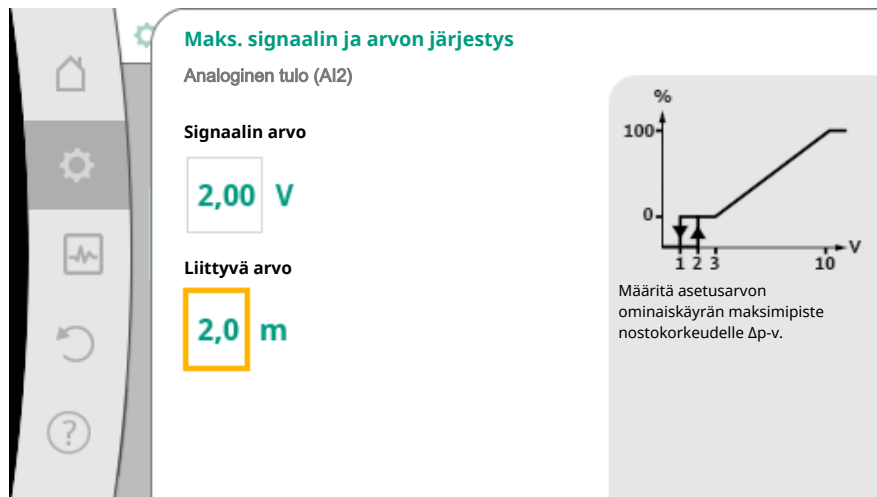 Maks. signaalin ja arvon järjestys
Analoginen tulo (AI2)
Signaalin arvo
2,00 V
Liittyvä arvo
2,0 m
?
%
100
0
1 2 3 10 V
Määritä asetusarvon
ominaiskäyrän maksimipiste
nostokorkeudelle Δp-v.